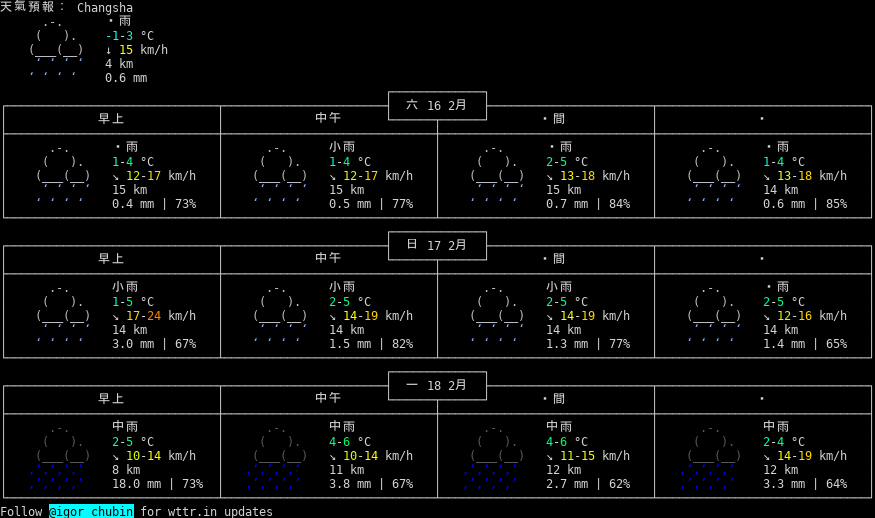 天氣預報： Changsha
・雨
-1-3 °C
↓ 15 km/h
4 km
0.6 mm
六 16 2月
早上 中午 ・間 ・
・雨 小雨 ・雨 ・雨
1-4 °C 1-4 °C 2-5 °C 1-4 °C
↘ 12-17 km/h ↘ 12-17 km/h ↘ 13-18 km/h ↘ 13-18 km/h
15 km 15 km 15 km 14 km
0.4 mm | 73% 0.5 mm | 77% 0.7 mm | 84% 0.6 mm | 85%
日 17 2月
早上 中午 ・間 ・
小雨 小雨 小雨 ・雨
1-5 °C 2-5 °C 2-5 °C 2-5 °C
↘ 17-24 km/h ↘ 14-19 km/h ↘ 14-19 km/h ↘ 12-16 km/h
14 km 14 km 14 km 14 km
3.0 mm | 67% 1.5 mm | 82% 1.3 mm | 77% 1.4 mm | 65%
一 18 2月
早上 中午 ・間 ・
中雨 中雨 中雨 中雨
2-5 °C 4-6 °C 4-6 °C 2-4 °C
↘ 10-14 km/h ↘ 10-14 km/h ↘ 11-15 km/h ↘ 14-19 km/h
8 km 11 km 12 km 12 km
18.0 mm | 73% 3.8 mm | 67% 2.7 mm | 62% 3.3 mm | 64%
Follow @igor_chubin for wttr.in updates